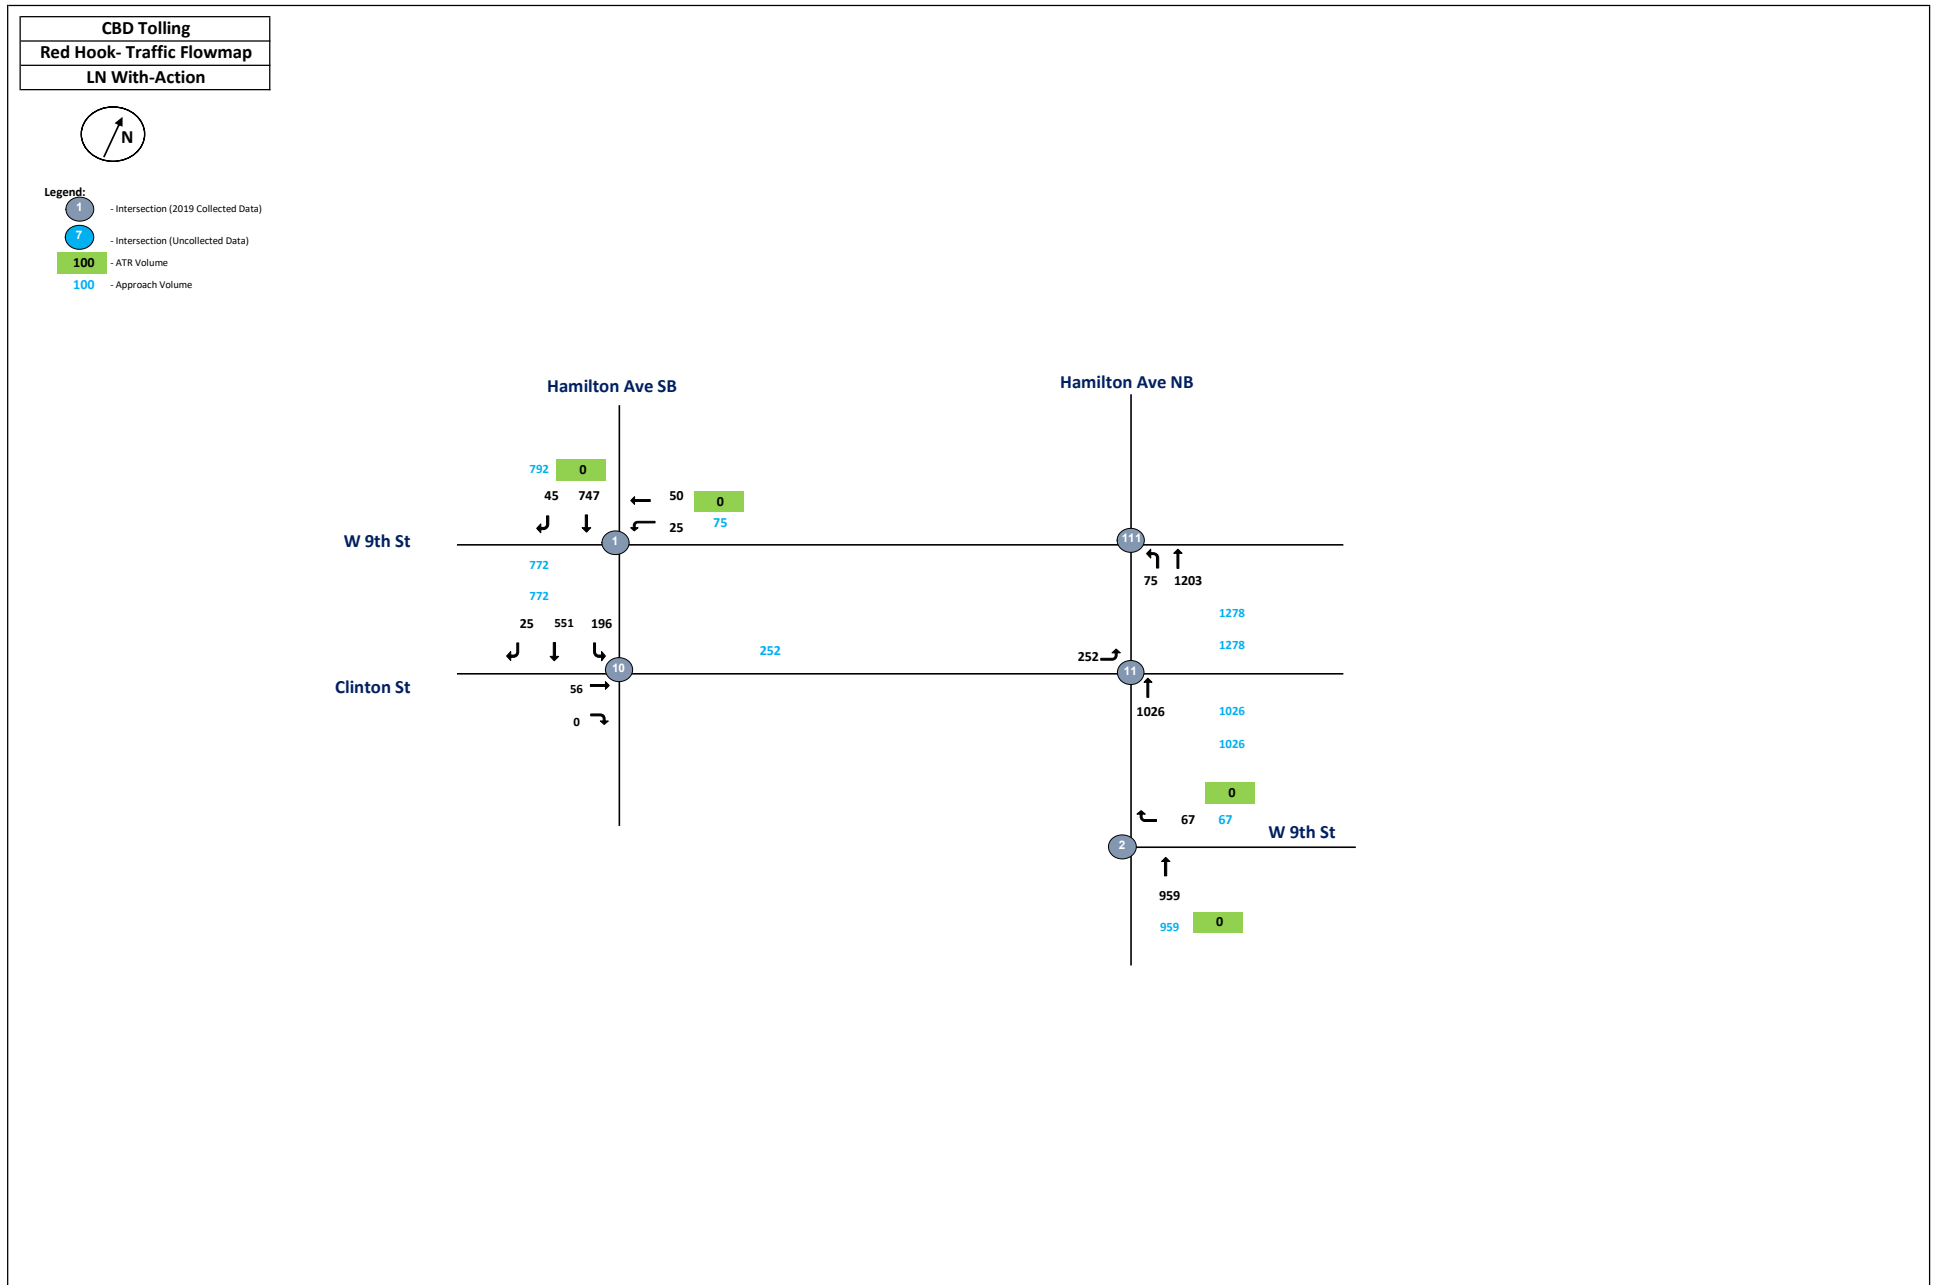 CBD Tolling
Red Hook- Traffic Flowmap
LN With-Action
N
Legend:
1 - Intersection (2019 Collected Data)
7 - Intersection (Uncollected Data)
100 - ATR Volume
100 - Approach Volume
Hamilton Ave SB
Hamilton Ave NB
792 0
45 747
50 0
25 75
W 9th St
1
111
75 1203
772
772
1278
1278
25 551 196
252
252
10
11
Clinton St
56
0
1026
1026
1026
0
67 67
W 9th St
2
959
959 0